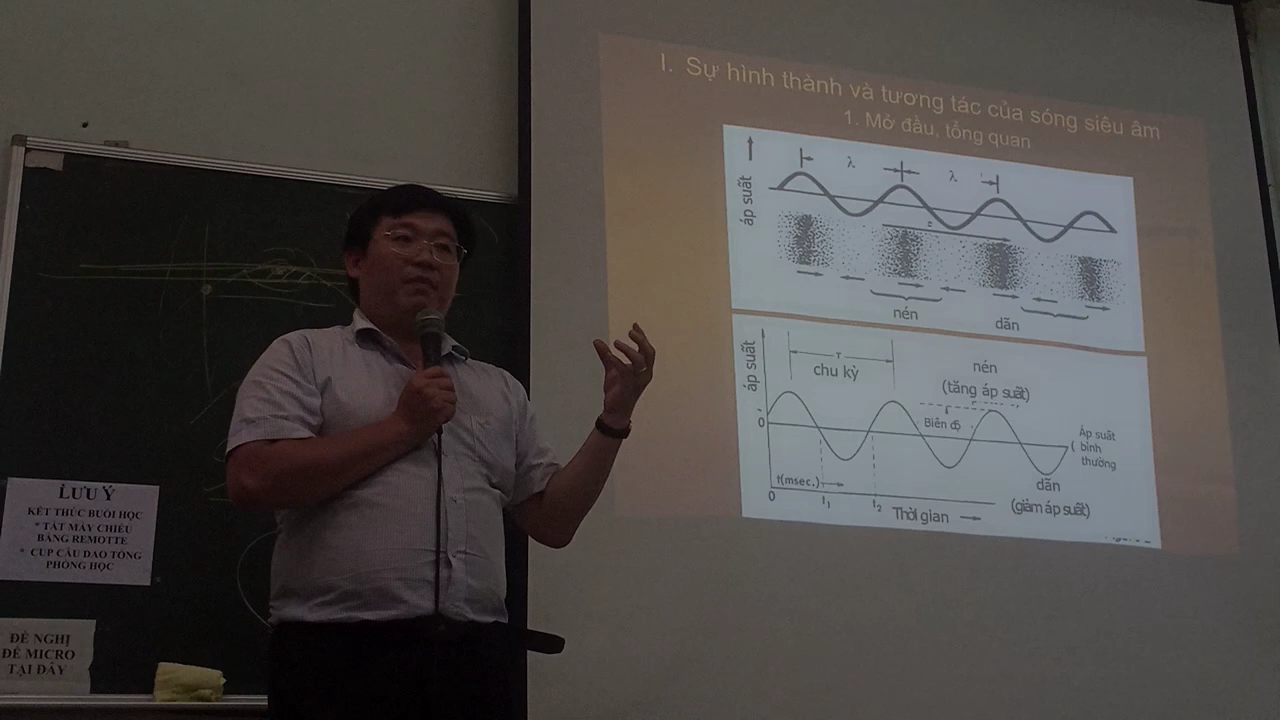 I. Sự hình thành và tương tác của sóng siêu âm
1. Mở đầu, tổng quan
áp suất
λ
λ
nén
dãn
áp suất
T
chu kỳ
nén
(tăng áp suất)
Biên độ
0
Áp suất
bình
thường
dãn
(giảm áp suất)
t(msec.)
0
t₁
t₂
Thời gian
LƯU Ý
KẾT THÚC BUỔI HỌC
* TẮT MÁY CHIẾU
BẰNG REMOTTE
* CÚP CẦU DAO TỔNG
PHÒNG HỌC
ĐỀ NGHỊ
ĐỂ MICRO
TẠI ĐÂY